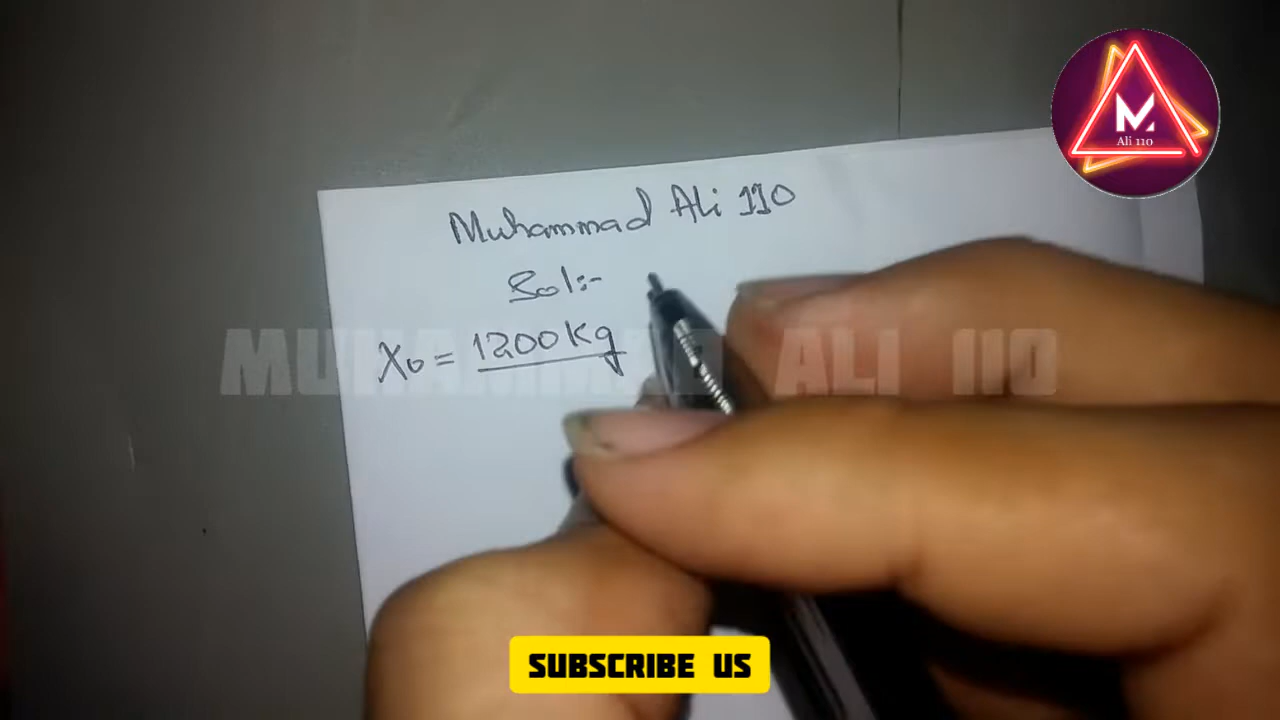 M
Ali 110
Muhammad Ali 110
Sol:-
X₀ = 1200 Kg
MUHAMMAD ALI 110
SUBSCRIBE US